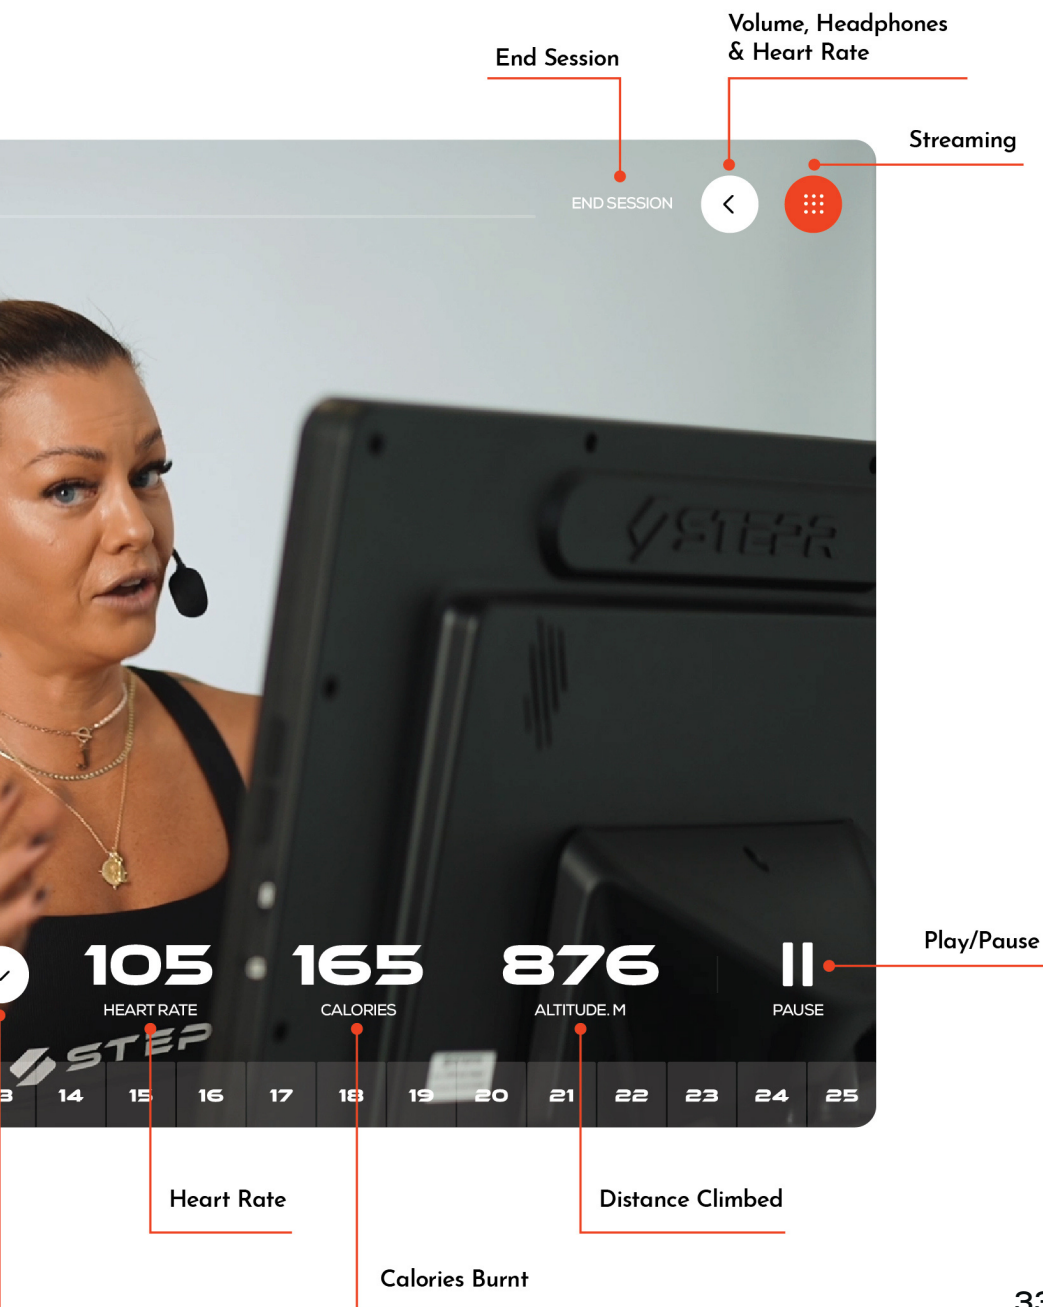 Volume, Headphones
& Heart Rate
End Session
Streaming
END SESSION
STEPR
Play/Pause
105
165
876
HEART RATE
CALORIES
ALTITUDE. M
PAUSE
STEP
14 15 16 17 18 19 20 21 22 23 24 25
Heart Rate
Distance Climbed
Calories Burnt